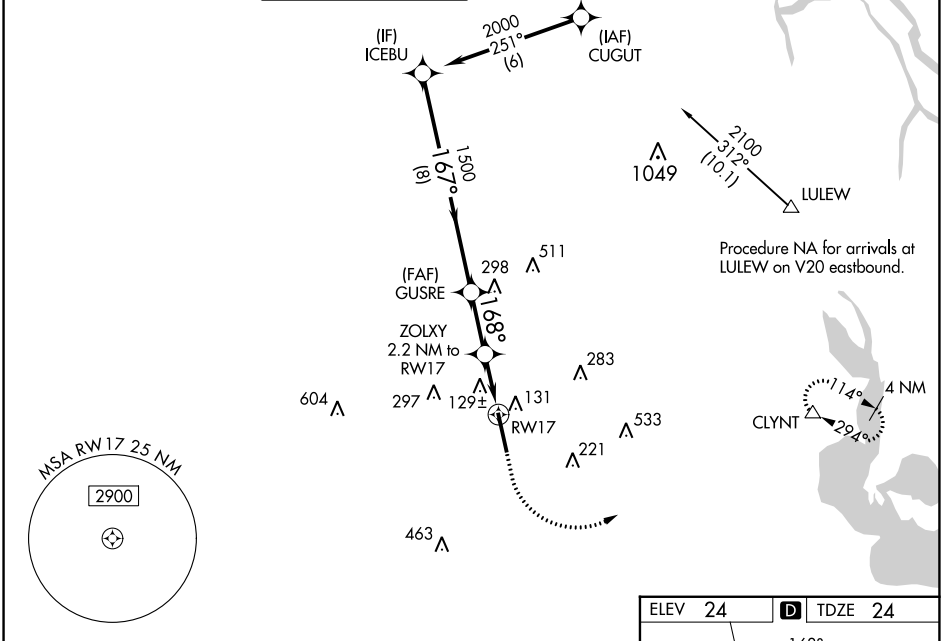 2000
251°
(6)
(IAF)
CUGUT
(IF)
ICEBU
1500
167°
(8)
2100
312°
(10.1)
1049
LULEW
Procedure NA for arrivals at
LULEW on V20 eastbound.
511
298
(FAF)
GUSRE
168°
ZOLXY
2.2 NM to
RW17
283
604
297
129±
131
RW17
533
221
114°
4 NM
CLYNT
294°
MSA RW17 25 NM
2900
463
ELEV 24
D
TDZE 24